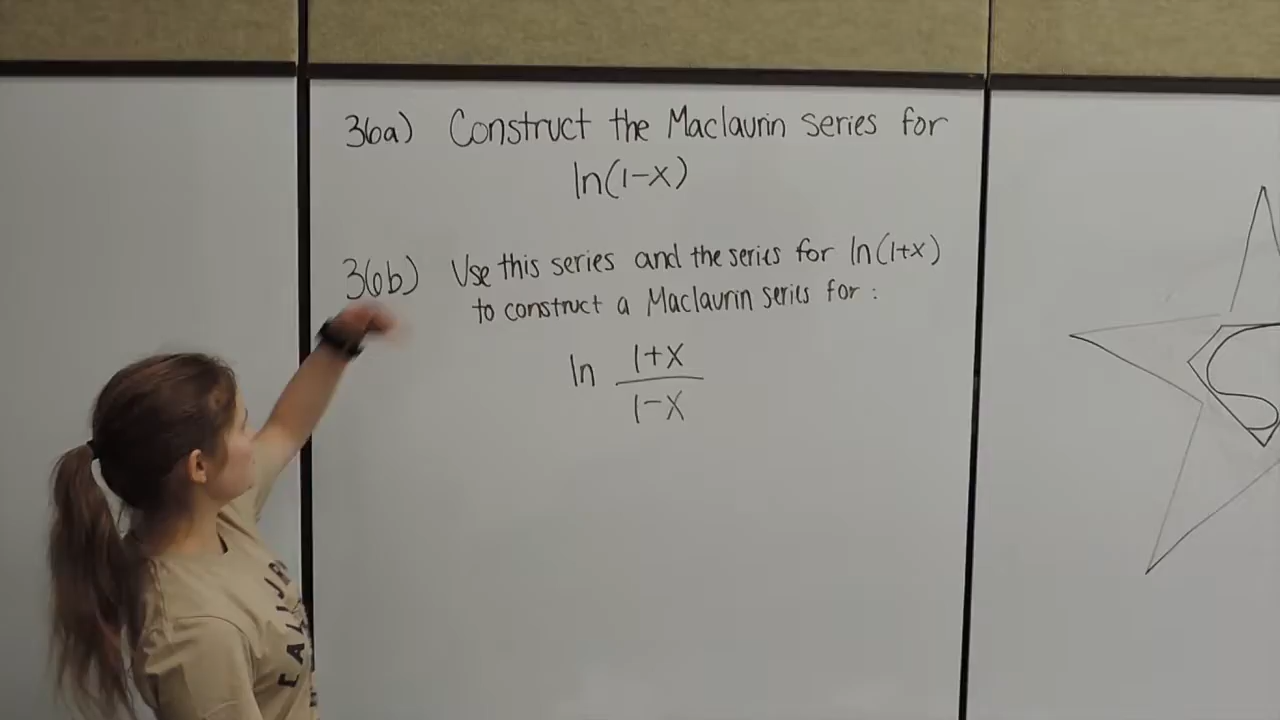 36a) Construct the Maclaurin series for
ln(1-x)
36b) Use this series and the series for ln(1+x)
to construct a Maclaurin series for :
ln 1+x
1-x
S